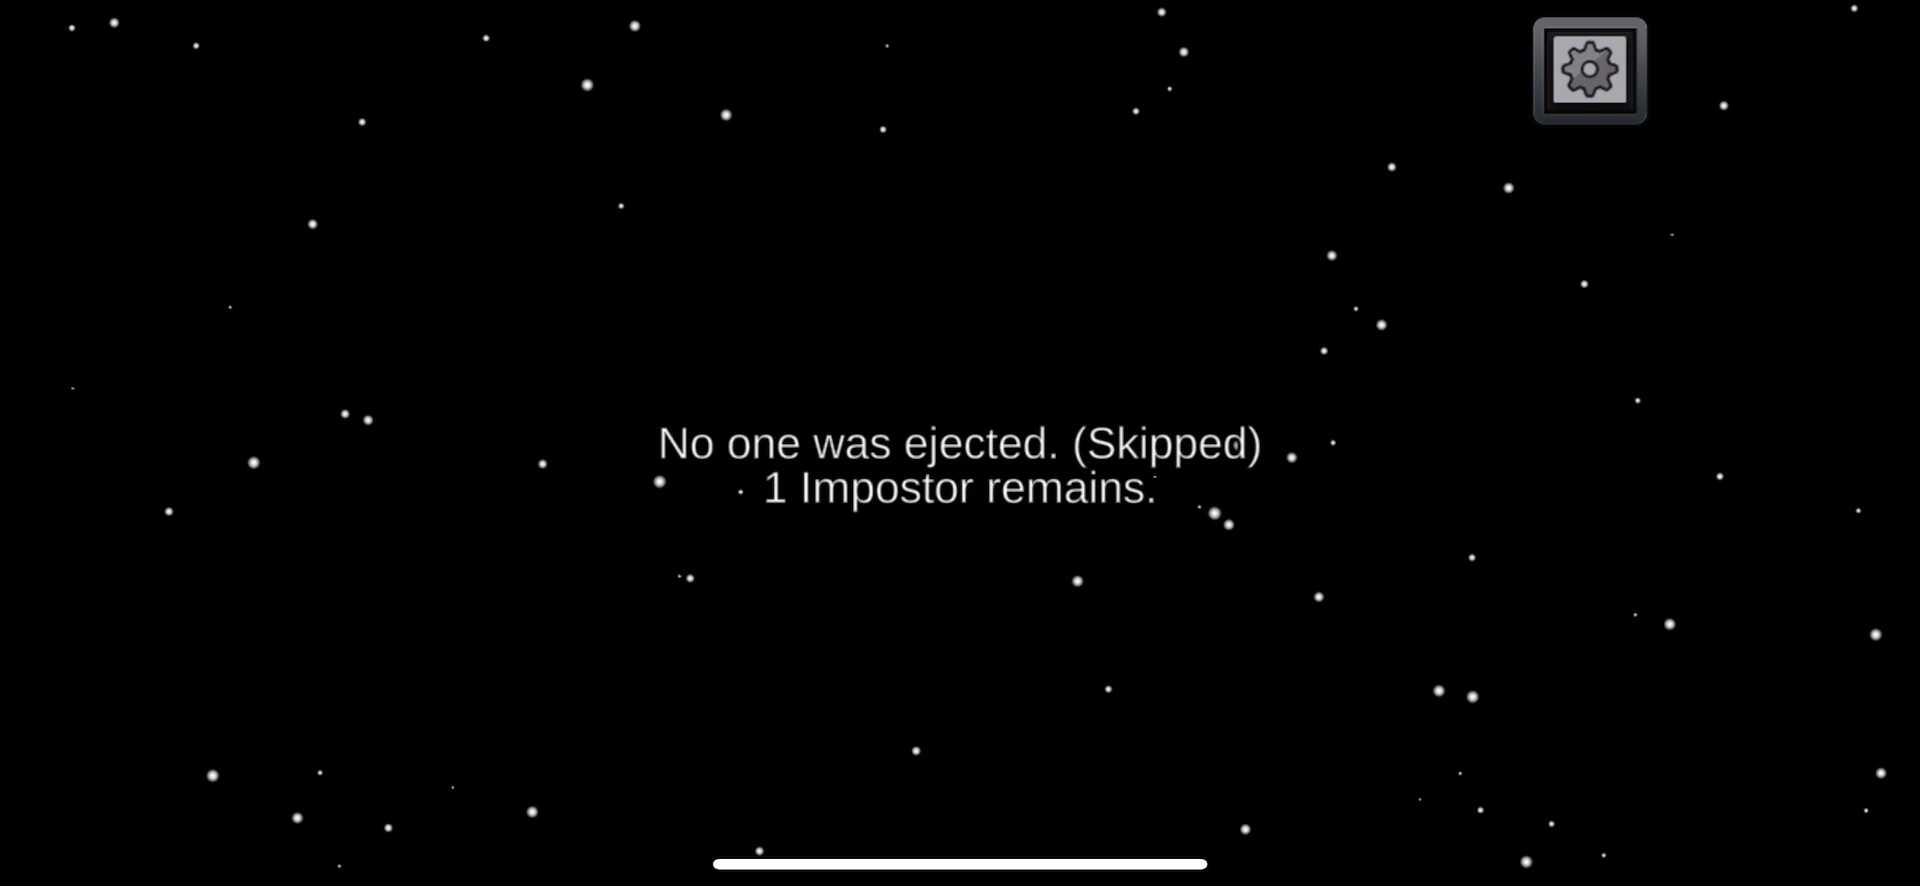 No one was ejected. (Skipped)
1 Impostor remains.